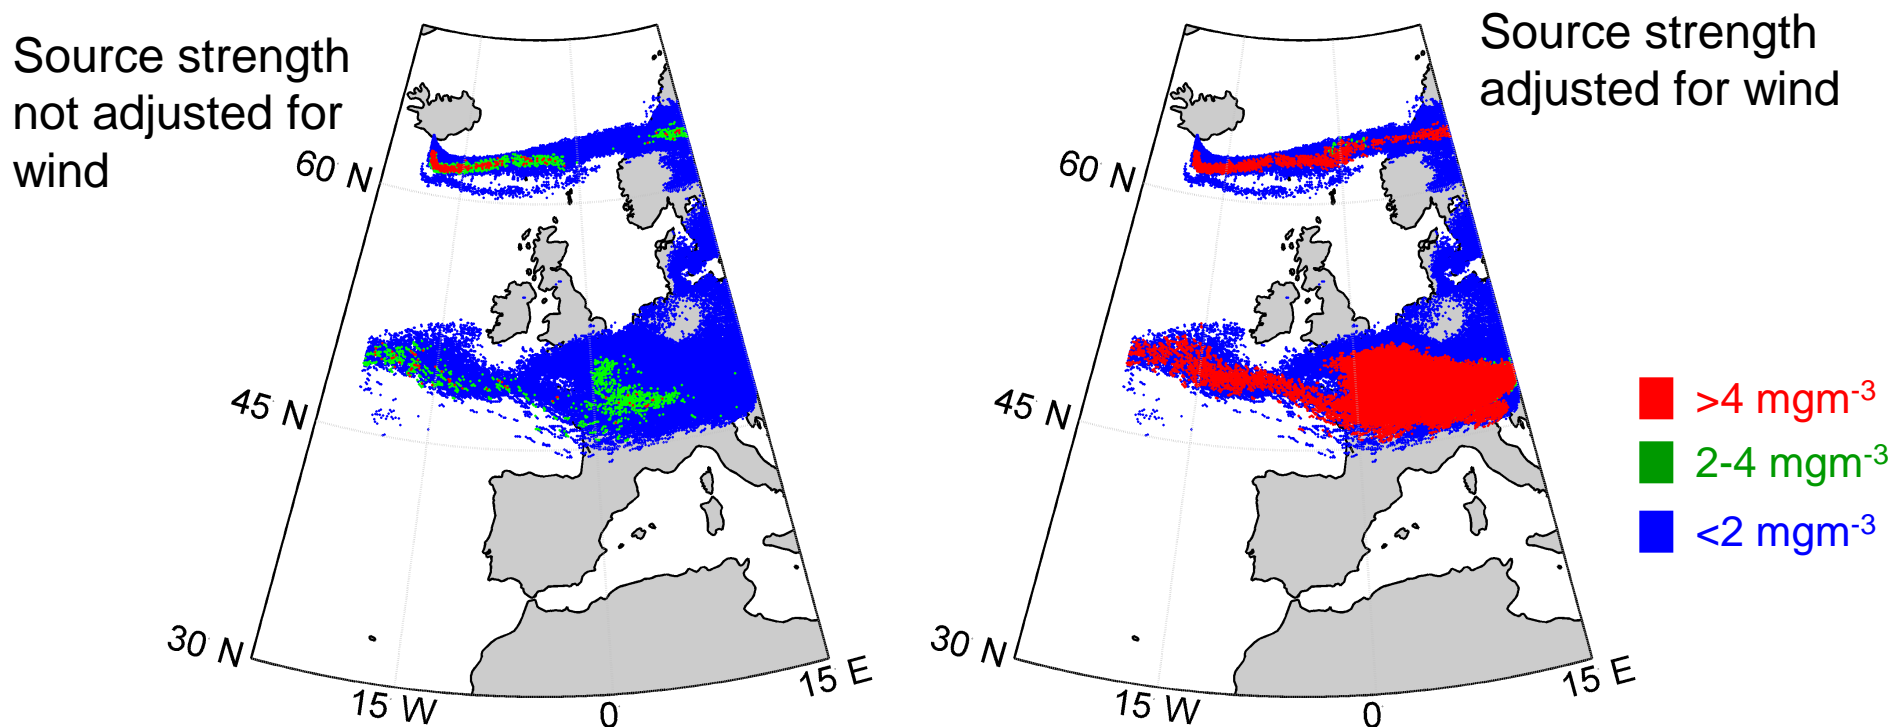 Source strength
not adjusted for
wind
60 N
45 N
30 N
15 W
0
15 E
Source strength
adjusted for wind
60 N
45 N
30 N
15 W
0
15 E
>4 mgm-3
2-4 mgm-3
<2 mgm-3